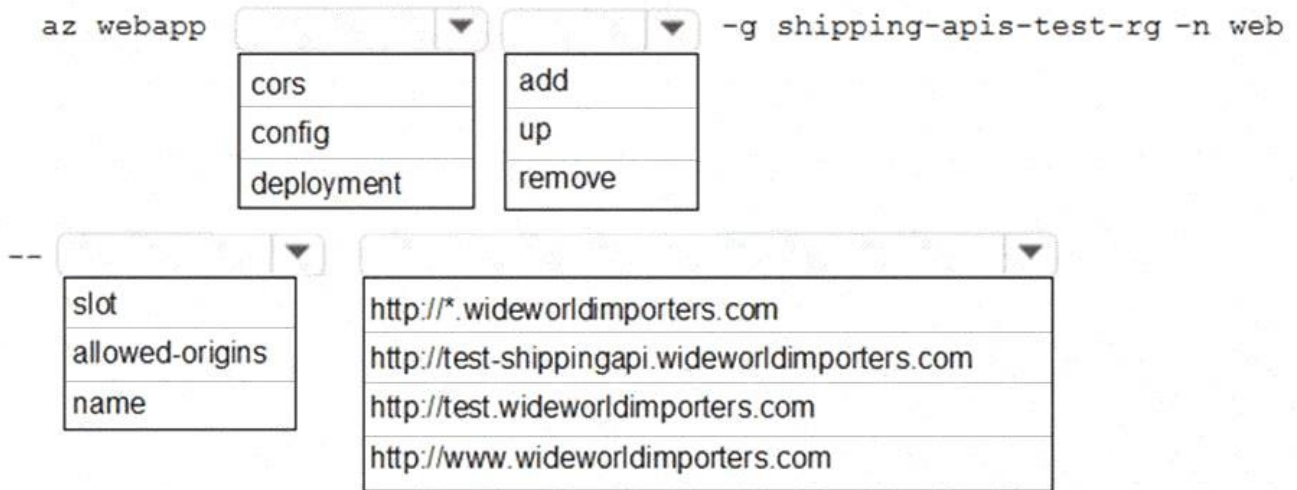 az webapp -g shipping-apis-test-rg -n web
cors
config
deployment
add
up
remove
--
slot
allowed-origins
name
http://*.wideworldimporters.com
http://test-shippingapi.wideworldimporters.com
http://test.wideworldimporters.com
http://www.wideworldimporters.com